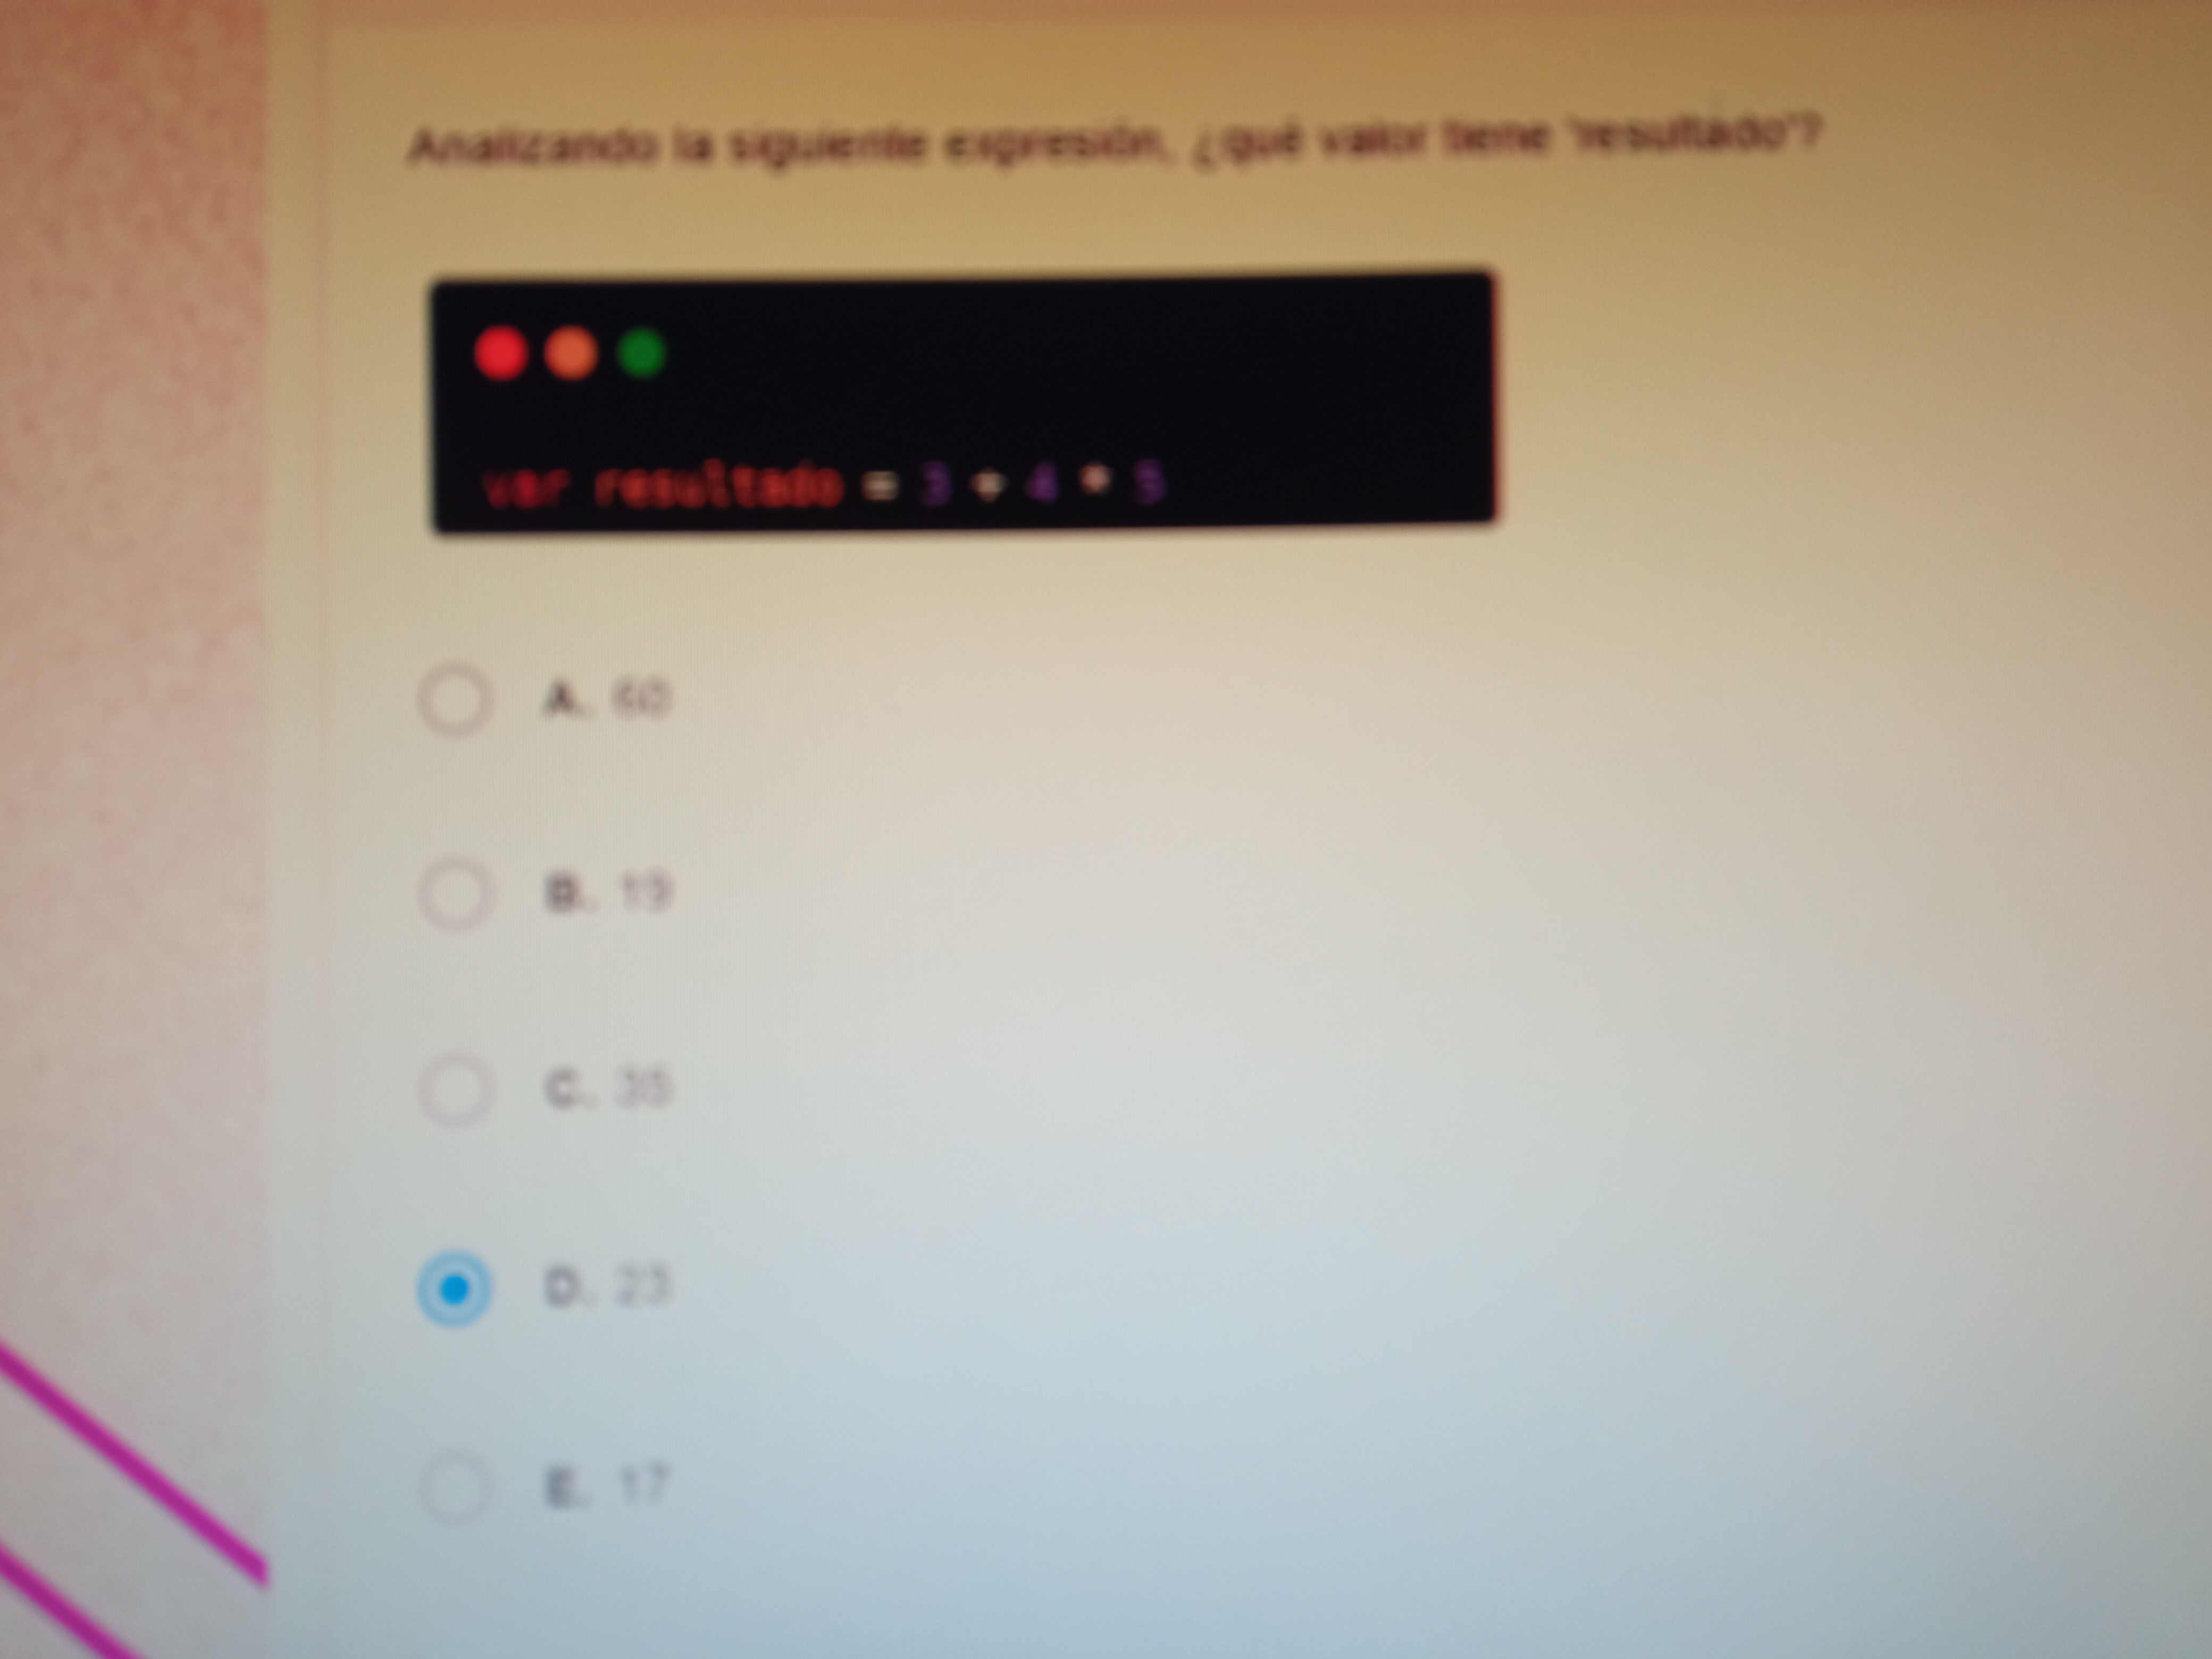 Analizando la siguiente expresión, ¿qué valor tiene 'resultado'?
var resultado = 3 + 4 * 5
A. 60
B. 19
C. 35
D. 23
E. 17